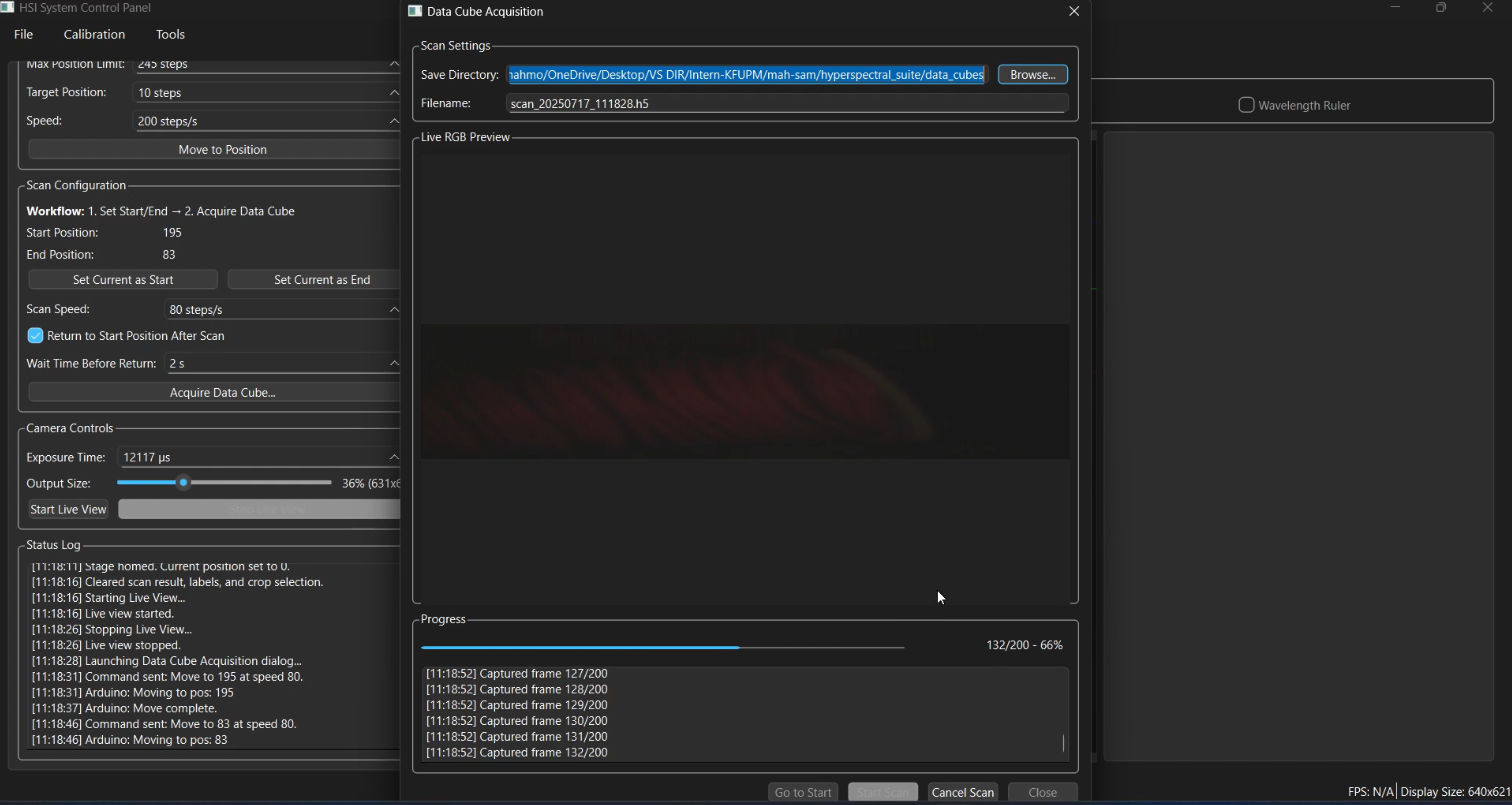 HSI System Control Panel
File Calibration Tools
Max Position Limit: 245 steps
Target Position: 10 steps
Speed: 200 steps/s
Move to Position
Scan Configuration
Workflow: 1. Set Start/End → 2. Acquire Data Cube
Start Position: 195
End Position: 83
Set Current as Start Set Current as End
Scan Speed: 80 steps/s
Return to Start Position After Scan
Wait Time Before Return: 2 s
Acquire Data Cube...
Camera Controls
Exposure Time: 12117 µs
Output Size: 36% (631x6
Start Live View
Status Log
[11:18:11] Stage homed. Current position set to 0.
[11:18:16] Cleared scan result, labels, and crop selection.
[11:18:16] Starting Live View...
[11:18:16] Live view started.
[11:18:26] Stopping Live View...
[11:18:26] Live view stopped.
[11:18:28] Launching Data Cube Acquisition dialog...
[11:18:31] Command sent: Move to 195 at speed 80.
[11:18:31] Arduino: Moving to pos: 195
[11:18:37] Arduino: Move complete.
[11:18:46] Command sent: Move to 83 at speed 80.
[11:18:46] Arduino: Moving to pos: 83
Data Cube Acquisition
Scan Settings
Save Directory: nahmo/OneDrive/Desktop/VS DIR/Intern-KFUPM/mah-sam/hyperspectral_suite/data_cubes Browse...
Filename: scan_20250717_111828.h5
Live RGB Preview
Progress
132/200 - 66%
[11:18:52] Captured frame 127/200
[11:18:52] Captured frame 128/200
[11:18:52] Captured frame 129/200
[11:18:52] Captured frame 130/200
[11:18:52] Captured frame 131/200
[11:18:52] Captured frame 132/200
Go to Start Start Scan Cancel Scan Close
Wavelength Ruler
FPS: N/A Display Size: 640x621